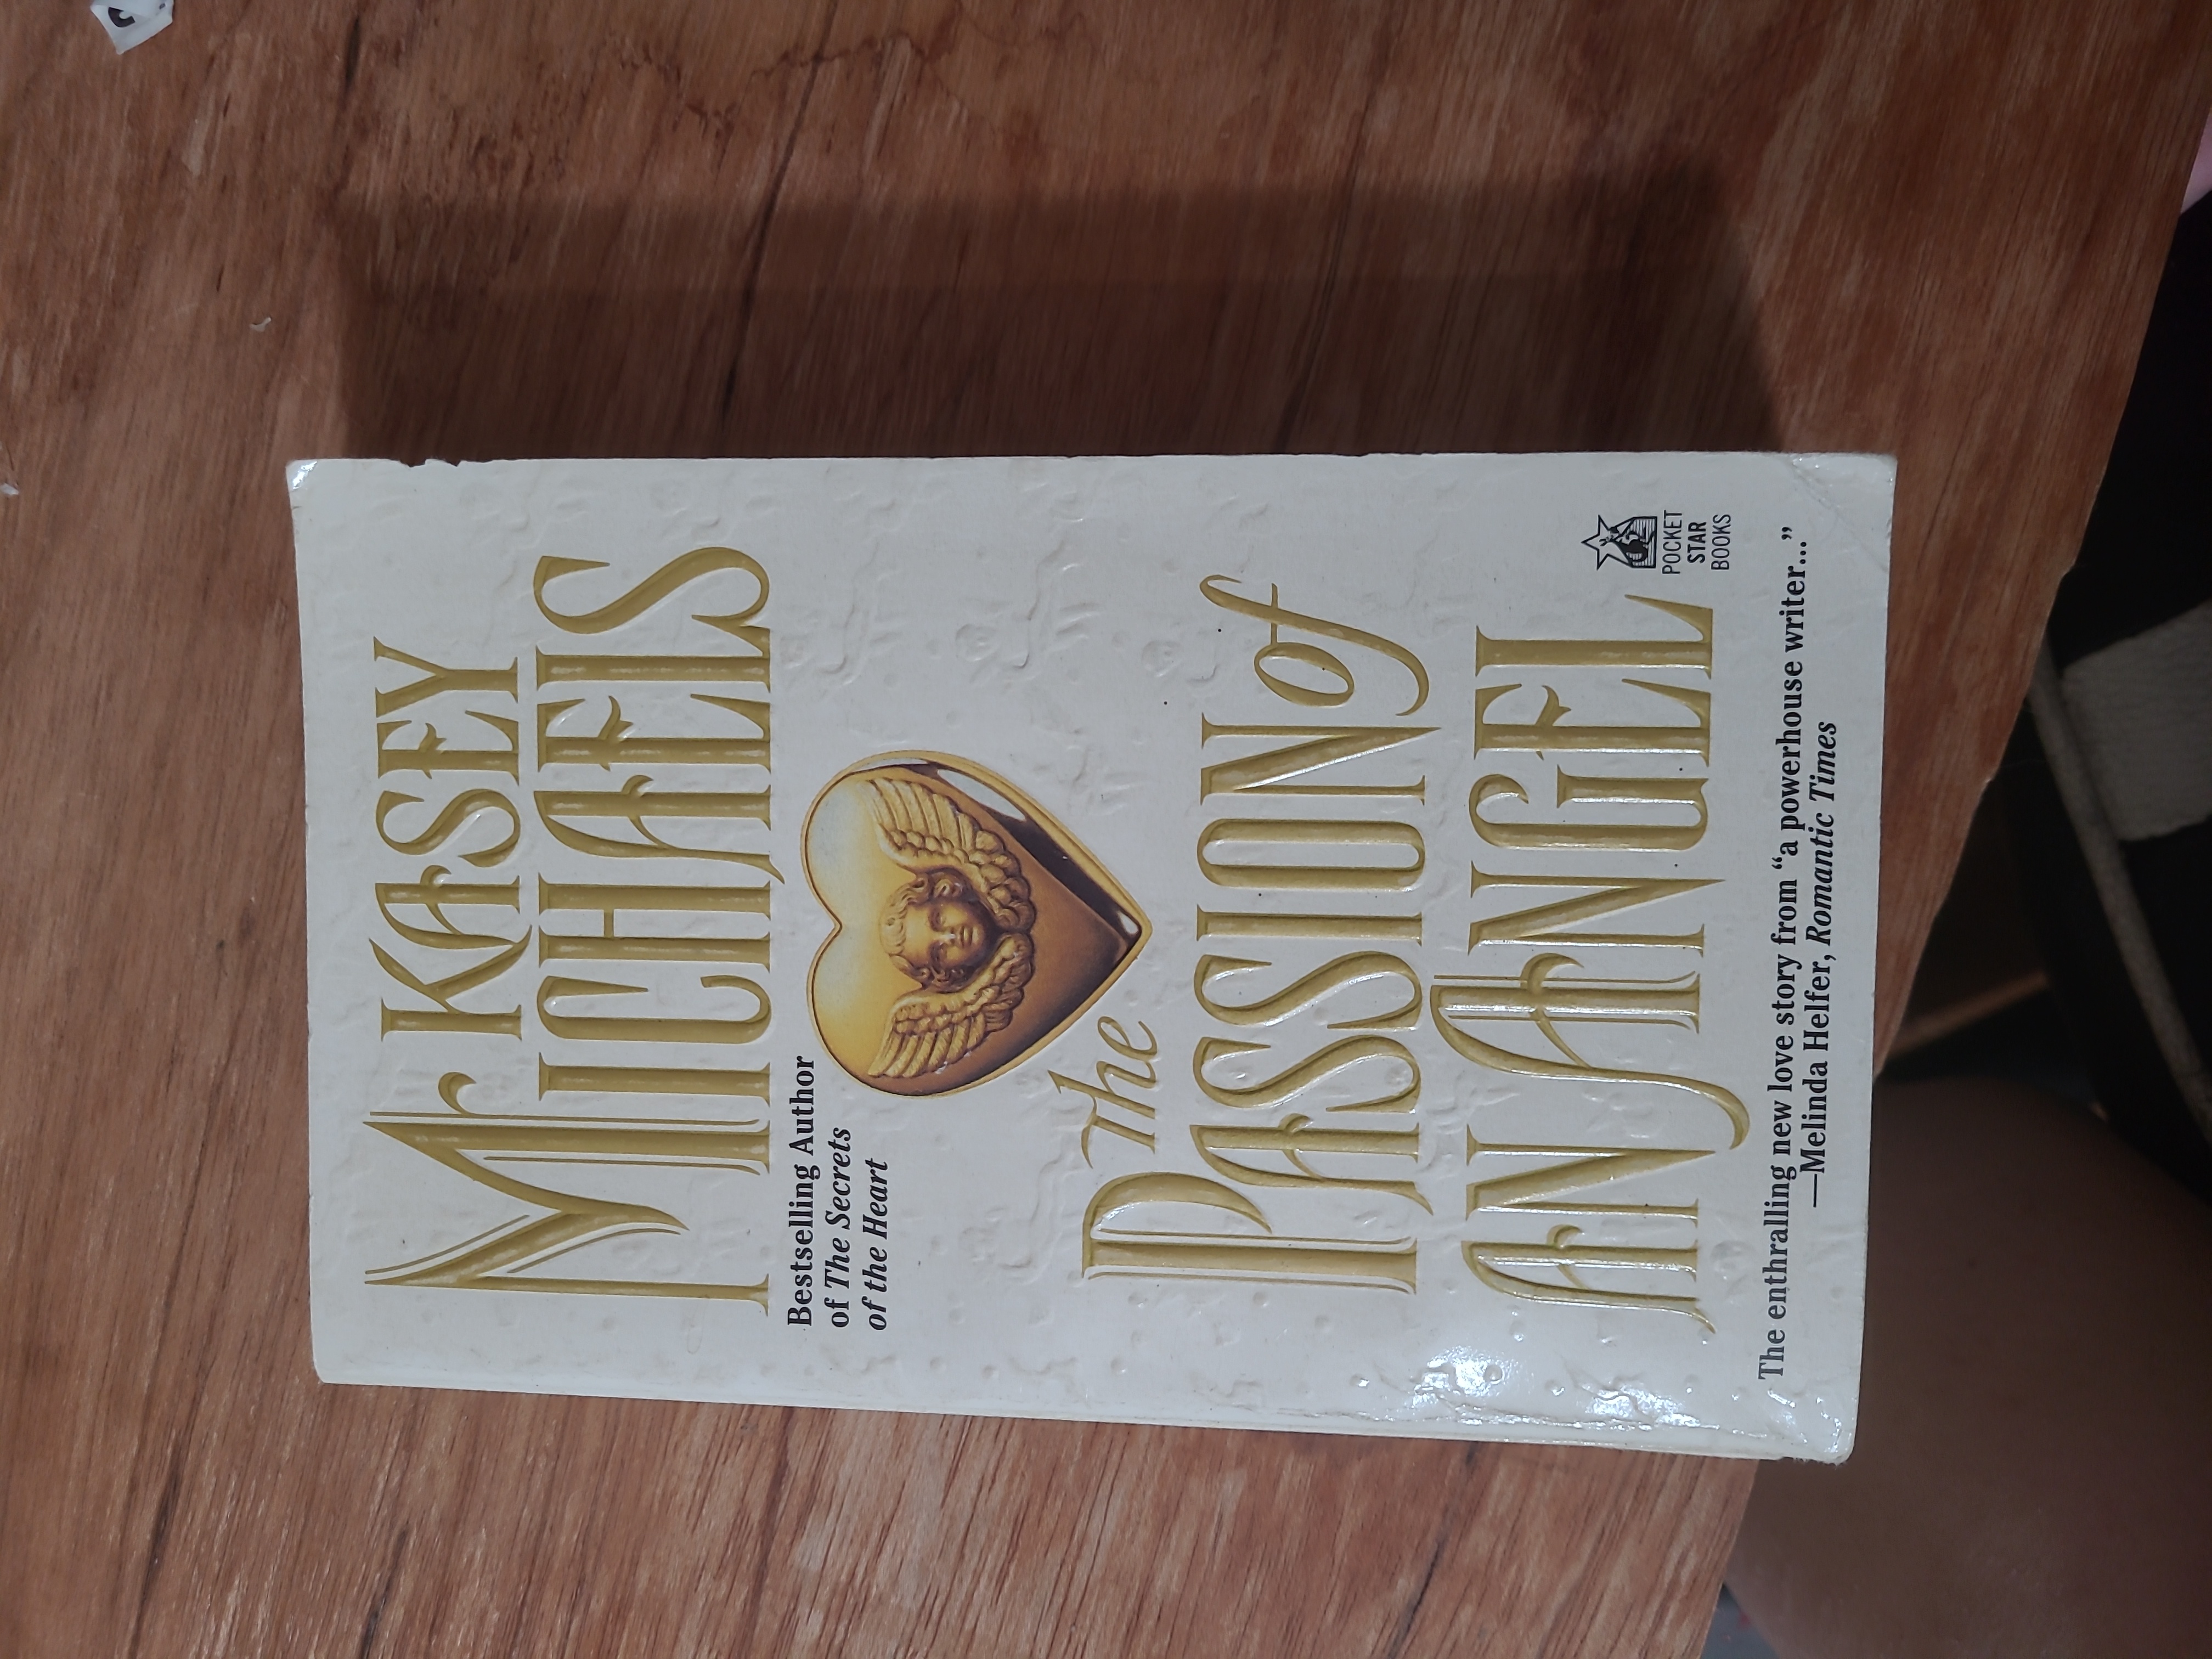 KASEY
MICHAELS
Bestselling Author
of The Secrets
of the Heart
The
PASSION of
AN ANGEL
POCKET
STAR
BOOKS
The enthralling new love story from “a powerhouse writer...”
—Melinda Helfer, Romantic Times